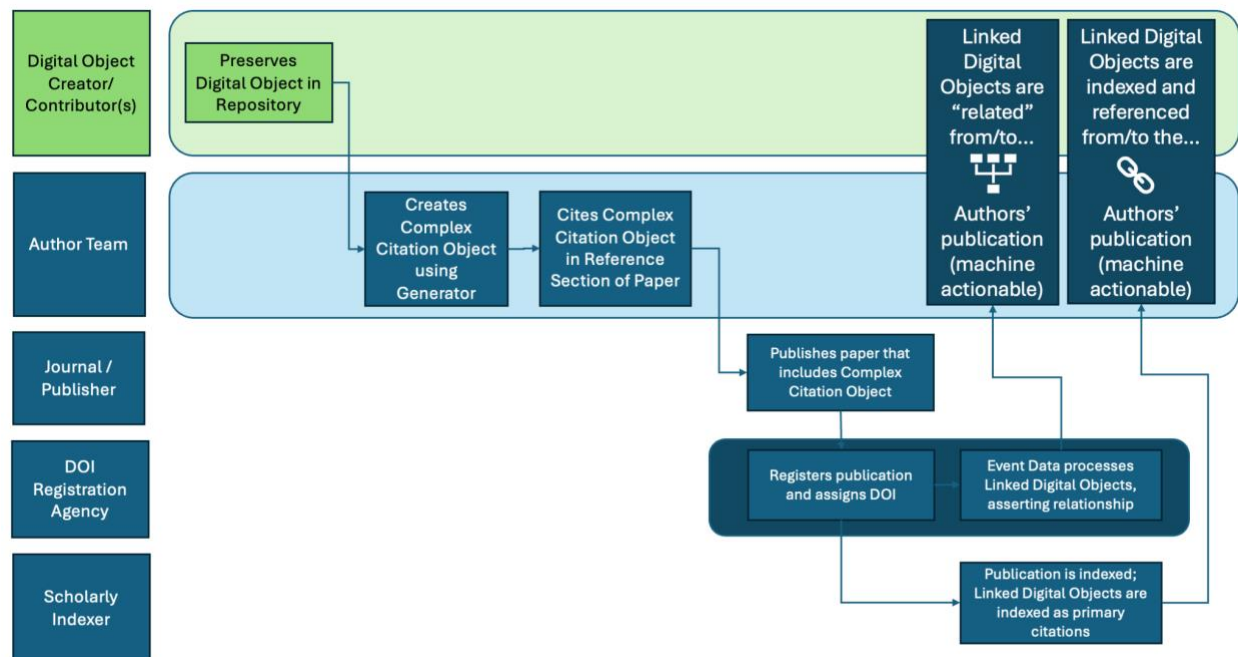 Digital Object
Creator/
Contributor(s)
Preserves
Digital Object in
Repository
Linked
Digital
Objects are
“related”
from/to...
Authors’
publication
(machine
actionable)
Linked Digital
Objects are
indexed and
referenced
from/to the...
Authors’
publication
(machine
actionable)
Author Team
Creates
Complex
Citation Object
using
Generator
Cites Complex
Citation Object
in Reference
Section of Paper
Journal /
Publisher
Publishes paper that
includes Complex
Citation Object
DOI
Registration
Agency
Registers publication
and assigns DOI
Event Data processes
Linked Digital Objects,
asserting relationship
Scholarly
Indexer
Publication is indexed;
Linked Digital Objects are
indexed as primary
citations